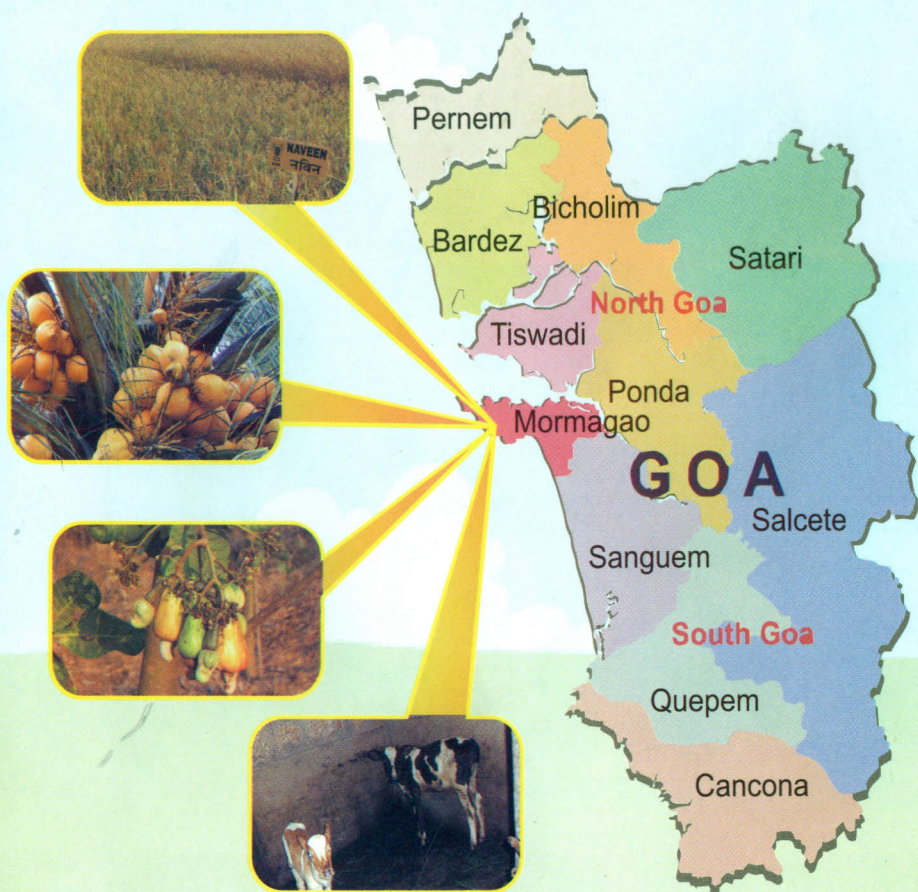 NAVEEN
नविन
Pernem
Bicholim
Bardez
Satari
North Goa
Tiswadi
Ponda
Mormagao
GOA
Salcete
Sanguem
South Goa
Quepem
Cancona